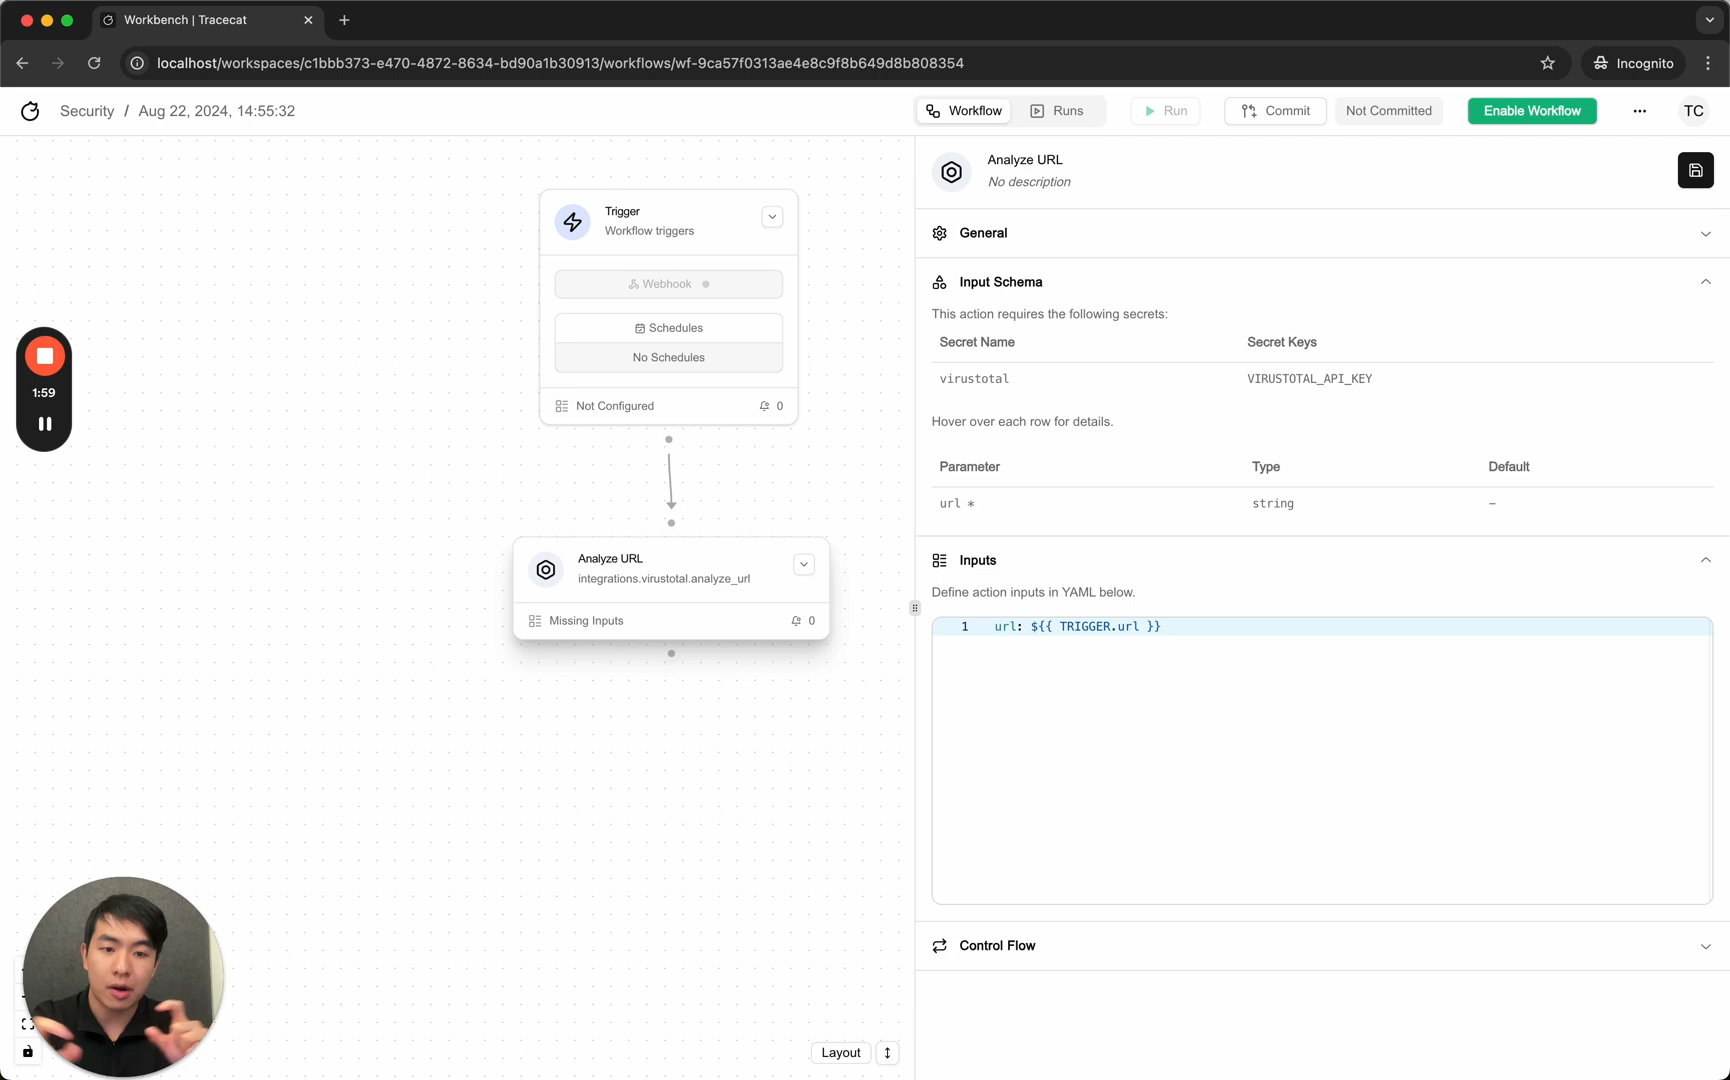 Workbench | Tracecat
localhost/workspaces/c1bbb373-e470-4872-8634-bd90a1b30913/workflows/wf-9ca57f0313ae4e8c9f8b649d8b808354
Incognito
Security / Aug 22, 2024, 14:55:32
Workflow
Runs
Run
Commit
Not Committed
Enable Workflow
TC
Trigger
Workflow triggers
Webhook
Schedules
No Schedules
Not Configured
0
1:59
Analyze URL
integrations.virustotal.analyze_url
Missing Inputs
0
Layout
Analyze URL
No description
General
Input Schema
This action requires the following secrets:
Secret Name Secret Keys
virustotal VIRUSTOTAL_API_KEY
Hover over each row for details.
Parameter Type Default
url * string –
Inputs
Define action inputs in YAML below.
1 url: ${{ TRIGGER.url }}
Control Flow